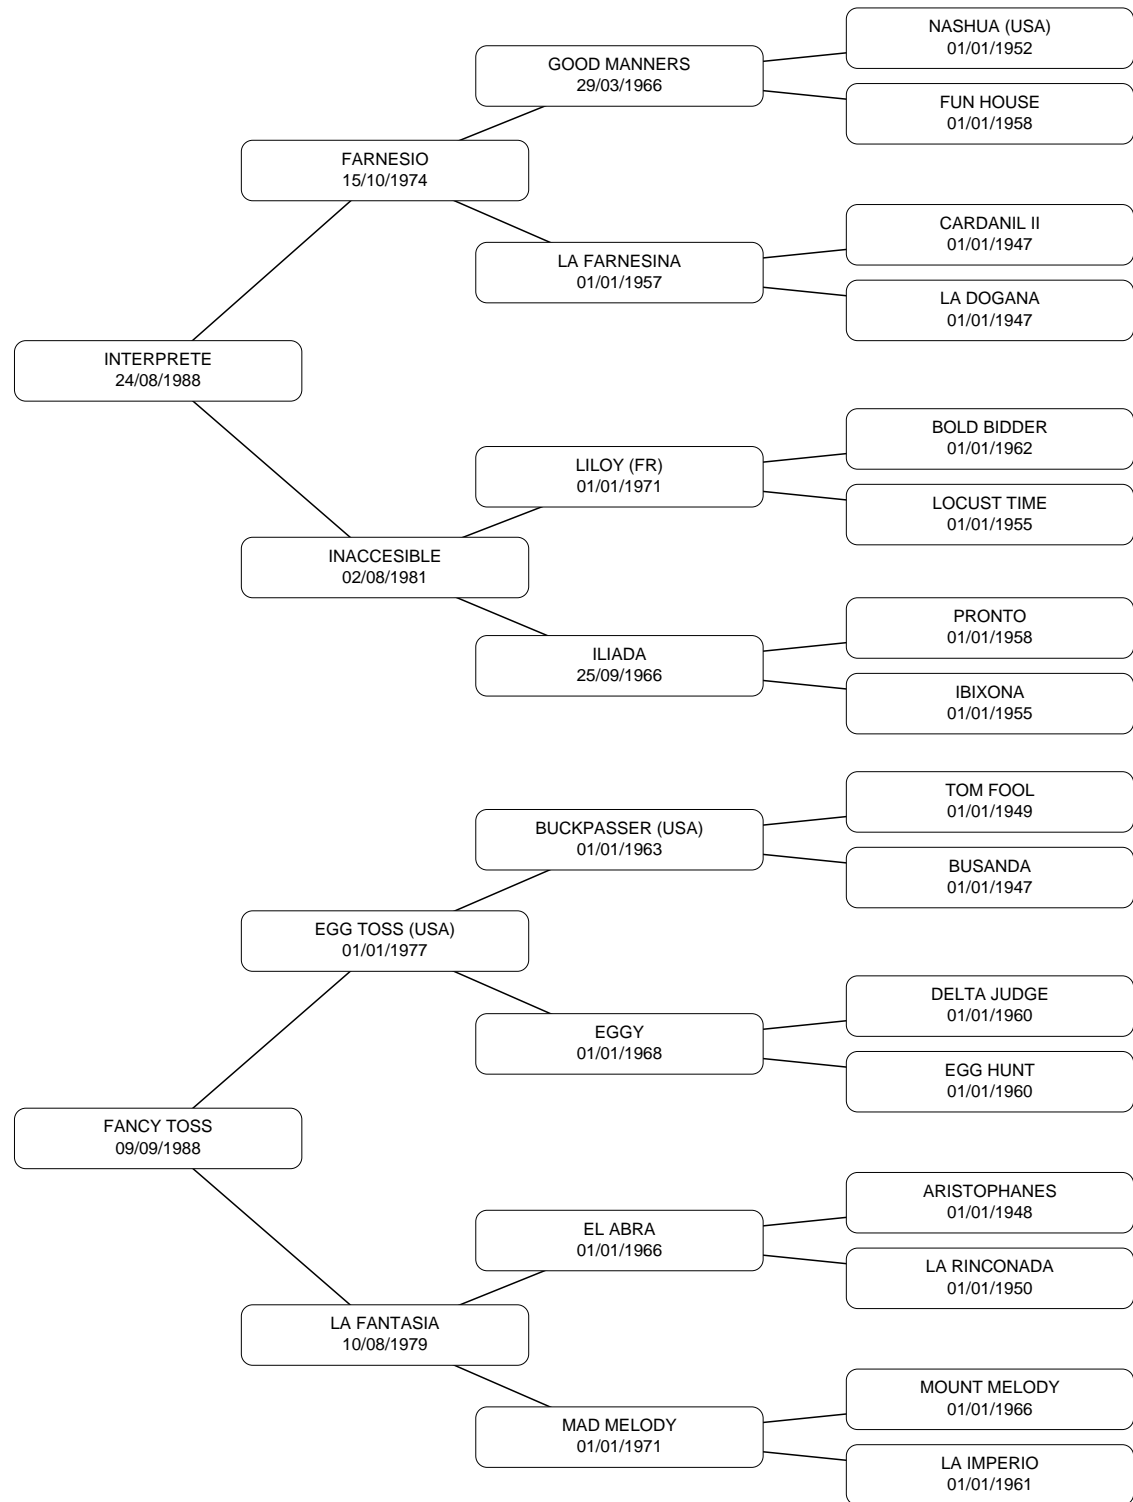 NASHUA (USA)
01/01/1952
GOOD MANNERS
29/03/1966
FUN HOUSE
01/01/1958
FARNESIO
15/10/1974
CARDANIL II
01/01/1947
LA FARNESINA
01/01/1957
LA DOGANA
01/01/1947
INTERPRETE
24/08/1988
BOLD BIDDER
01/01/1962
LILOY (FR)
01/01/1971
LOCUST TIME
01/01/1955
INACCESIBLE
02/08/1981
PRONTO
01/01/1958
ILIADA
25/09/1966
IBIXONA
01/01/1955
TOM FOOL
01/01/1949
BUCKPASSER (USA)
01/01/1963
BUSANDA
01/01/1947
EGG TOSS (USA)
01/01/1977
DELTA JUDGE
01/01/1960
EGGY
01/01/1968
EGG HUNT
01/01/1960
FANCY TOSS
09/09/1988
ARISTOPHANES
01/01/1948
EL ABRA
01/01/1966
LA RINCONADA
01/01/1950
LA FANTASIA
10/08/1979
MOUNT MELODY
01/01/1966
MAD MELODY
01/01/1971
LA IMPERIO
01/01/1961